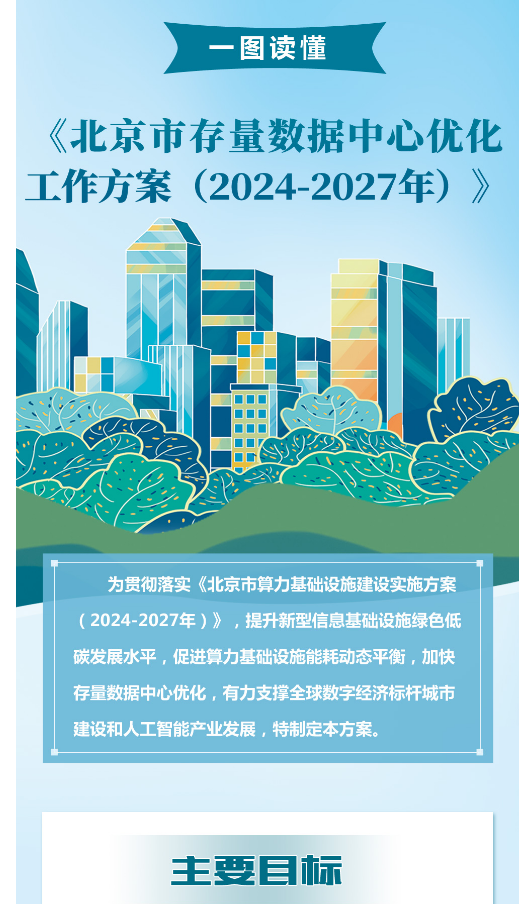 一图读懂
《北京市存量数据中心优化
工作方案（2024-2027年）》
为贯彻落实《北京市算力基础设施建设实施方案
（2024-2027年）》，提升新型信息基础设施绿色低
碳发展水平，促进算力基础设施能耗动态平衡，加快
存量数据中心优化，有力支撑全球数字经济标杆城市
建设和人工智能产业发展，特制定本方案。
主要目标